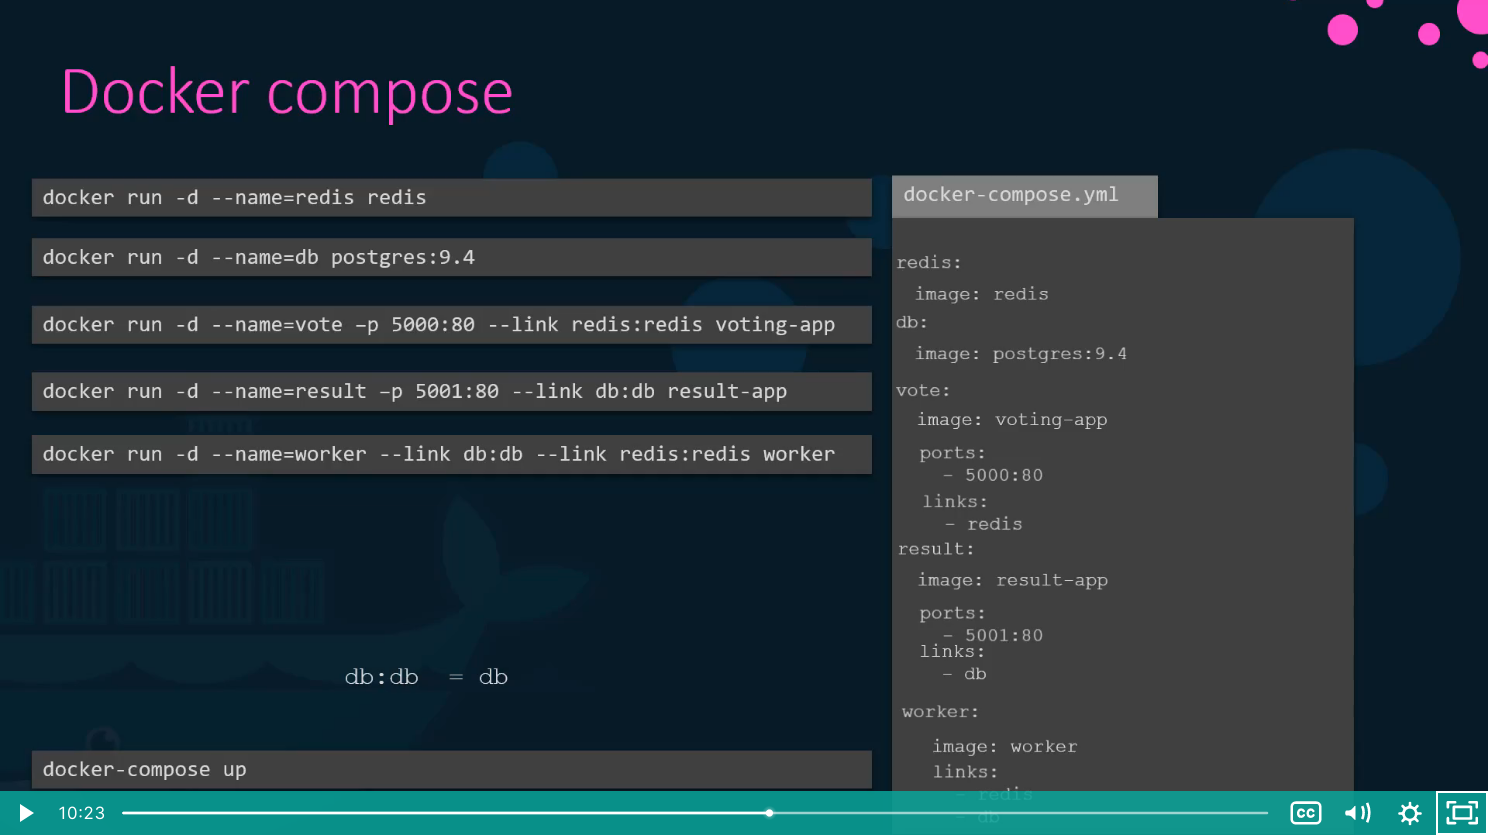 Docker compose
docker run -d --name=redis redis
docker run -d --name=db postgres:9.4
docker run -d --name=vote –p 5000:80 --link redis:redis voting-app
docker run -d --name=result –p 5001:80 --link db:db result-app
docker run -d --name=worker --link db:db --link redis:redis worker
db:db = db
docker-compose up
docker-compose.yml
redis:
image: redis
db:
image: postgres:9.4
vote:
image: voting-app
ports:
- 5000:80
links:
- redis
result:
image: result-app
ports:
- 5001:80
links:
- db
worker:
image: worker
links:
- redis
- db
10:23
CC